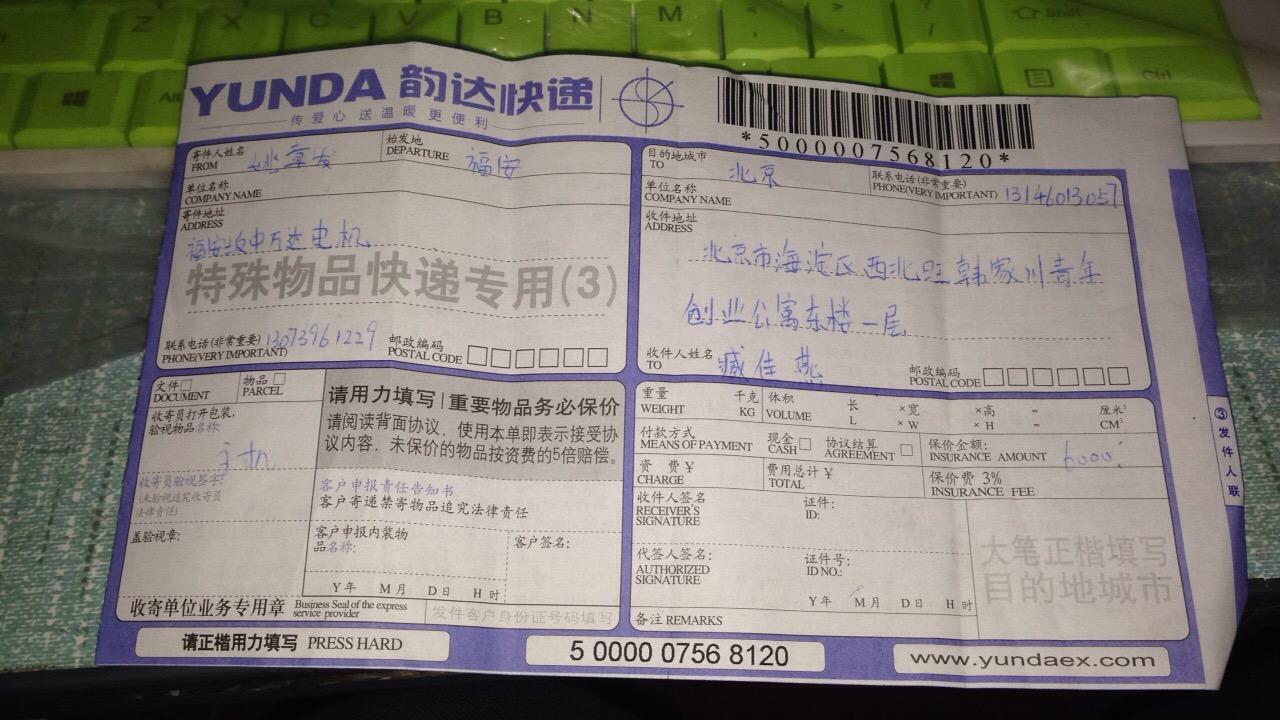 Z X C V B N M < > ? Shift
Alt Ctrl
YUNDA 韵达快递
传爱心 送温暖 更便利
*5000007568120*
寄件人姓名
FROM
始发地
DEPARTURE 福安
单位名称
COMPANY NAME
寄件地址
ADDRESS
福安坂中万达电机
特殊物品快递专用(3)
联系电话(非常重要) 13073961229
PHONE(VERY IMPORTANT)
邮政编码
POSTAL CODE
目的地城市
TO 北京
联系电话(非常重要)
PHONE(VERY IMPORTANT) 13146013057
单位名称
COMPANY NAME
收件地址
ADDRESS
北京市海淀区西北旺韩家川青年
创业公寓东楼一层
收件人姓名
TO 臧佳燕
邮政编码
POSTAL CODE
文件
DOCUMENT
物品
PARCEL
收寄员打开包装,
验视物品名称:
主机
收寄员验视签字:
(未验视追究收寄员
法律责任)
盖验视章:
收寄单位业务专用章 Business Seal of the express
service provider
请用力填写 | 重要物品务必保价
请阅读背面协议,使用本单即表示接受协
议内容,未保价的物品按资费的5倍赔偿。
客户申报责任告知书
客户寄递禁寄物品追究法律责任
客户申报内装物
品名称:
客户签名:
Y年 M月 D日 H时
发件客户身份证号码填写
重量 千克
WEIGHT KG
体积 长 ×宽 ×高 = 厘米³
VOLUME L ×W ×H = CM³
付款方式
MEANS OF PAYMENT
现金
CASH
协议结算
AGREEMENT
保价金额:
INSURANCE AMOUNT 6000
资 费 ¥
CHARGE
费用总计 ¥
TOTAL
保价费 3%
INSURANCE FEE
收件人签名
RECEIVER'S
SIGNATURE
证件:
ID:
代签人签名:
AUTHORIZED
SIGNATURE
证件号:
ID NO.:
Y年 M月 D日 H时
大笔正楷填写
目的地城市
备注 REMARKS
③发件人联
请正楷用力填写 PRESS HARD
5 0000 0756 8120
www.yundaex.com